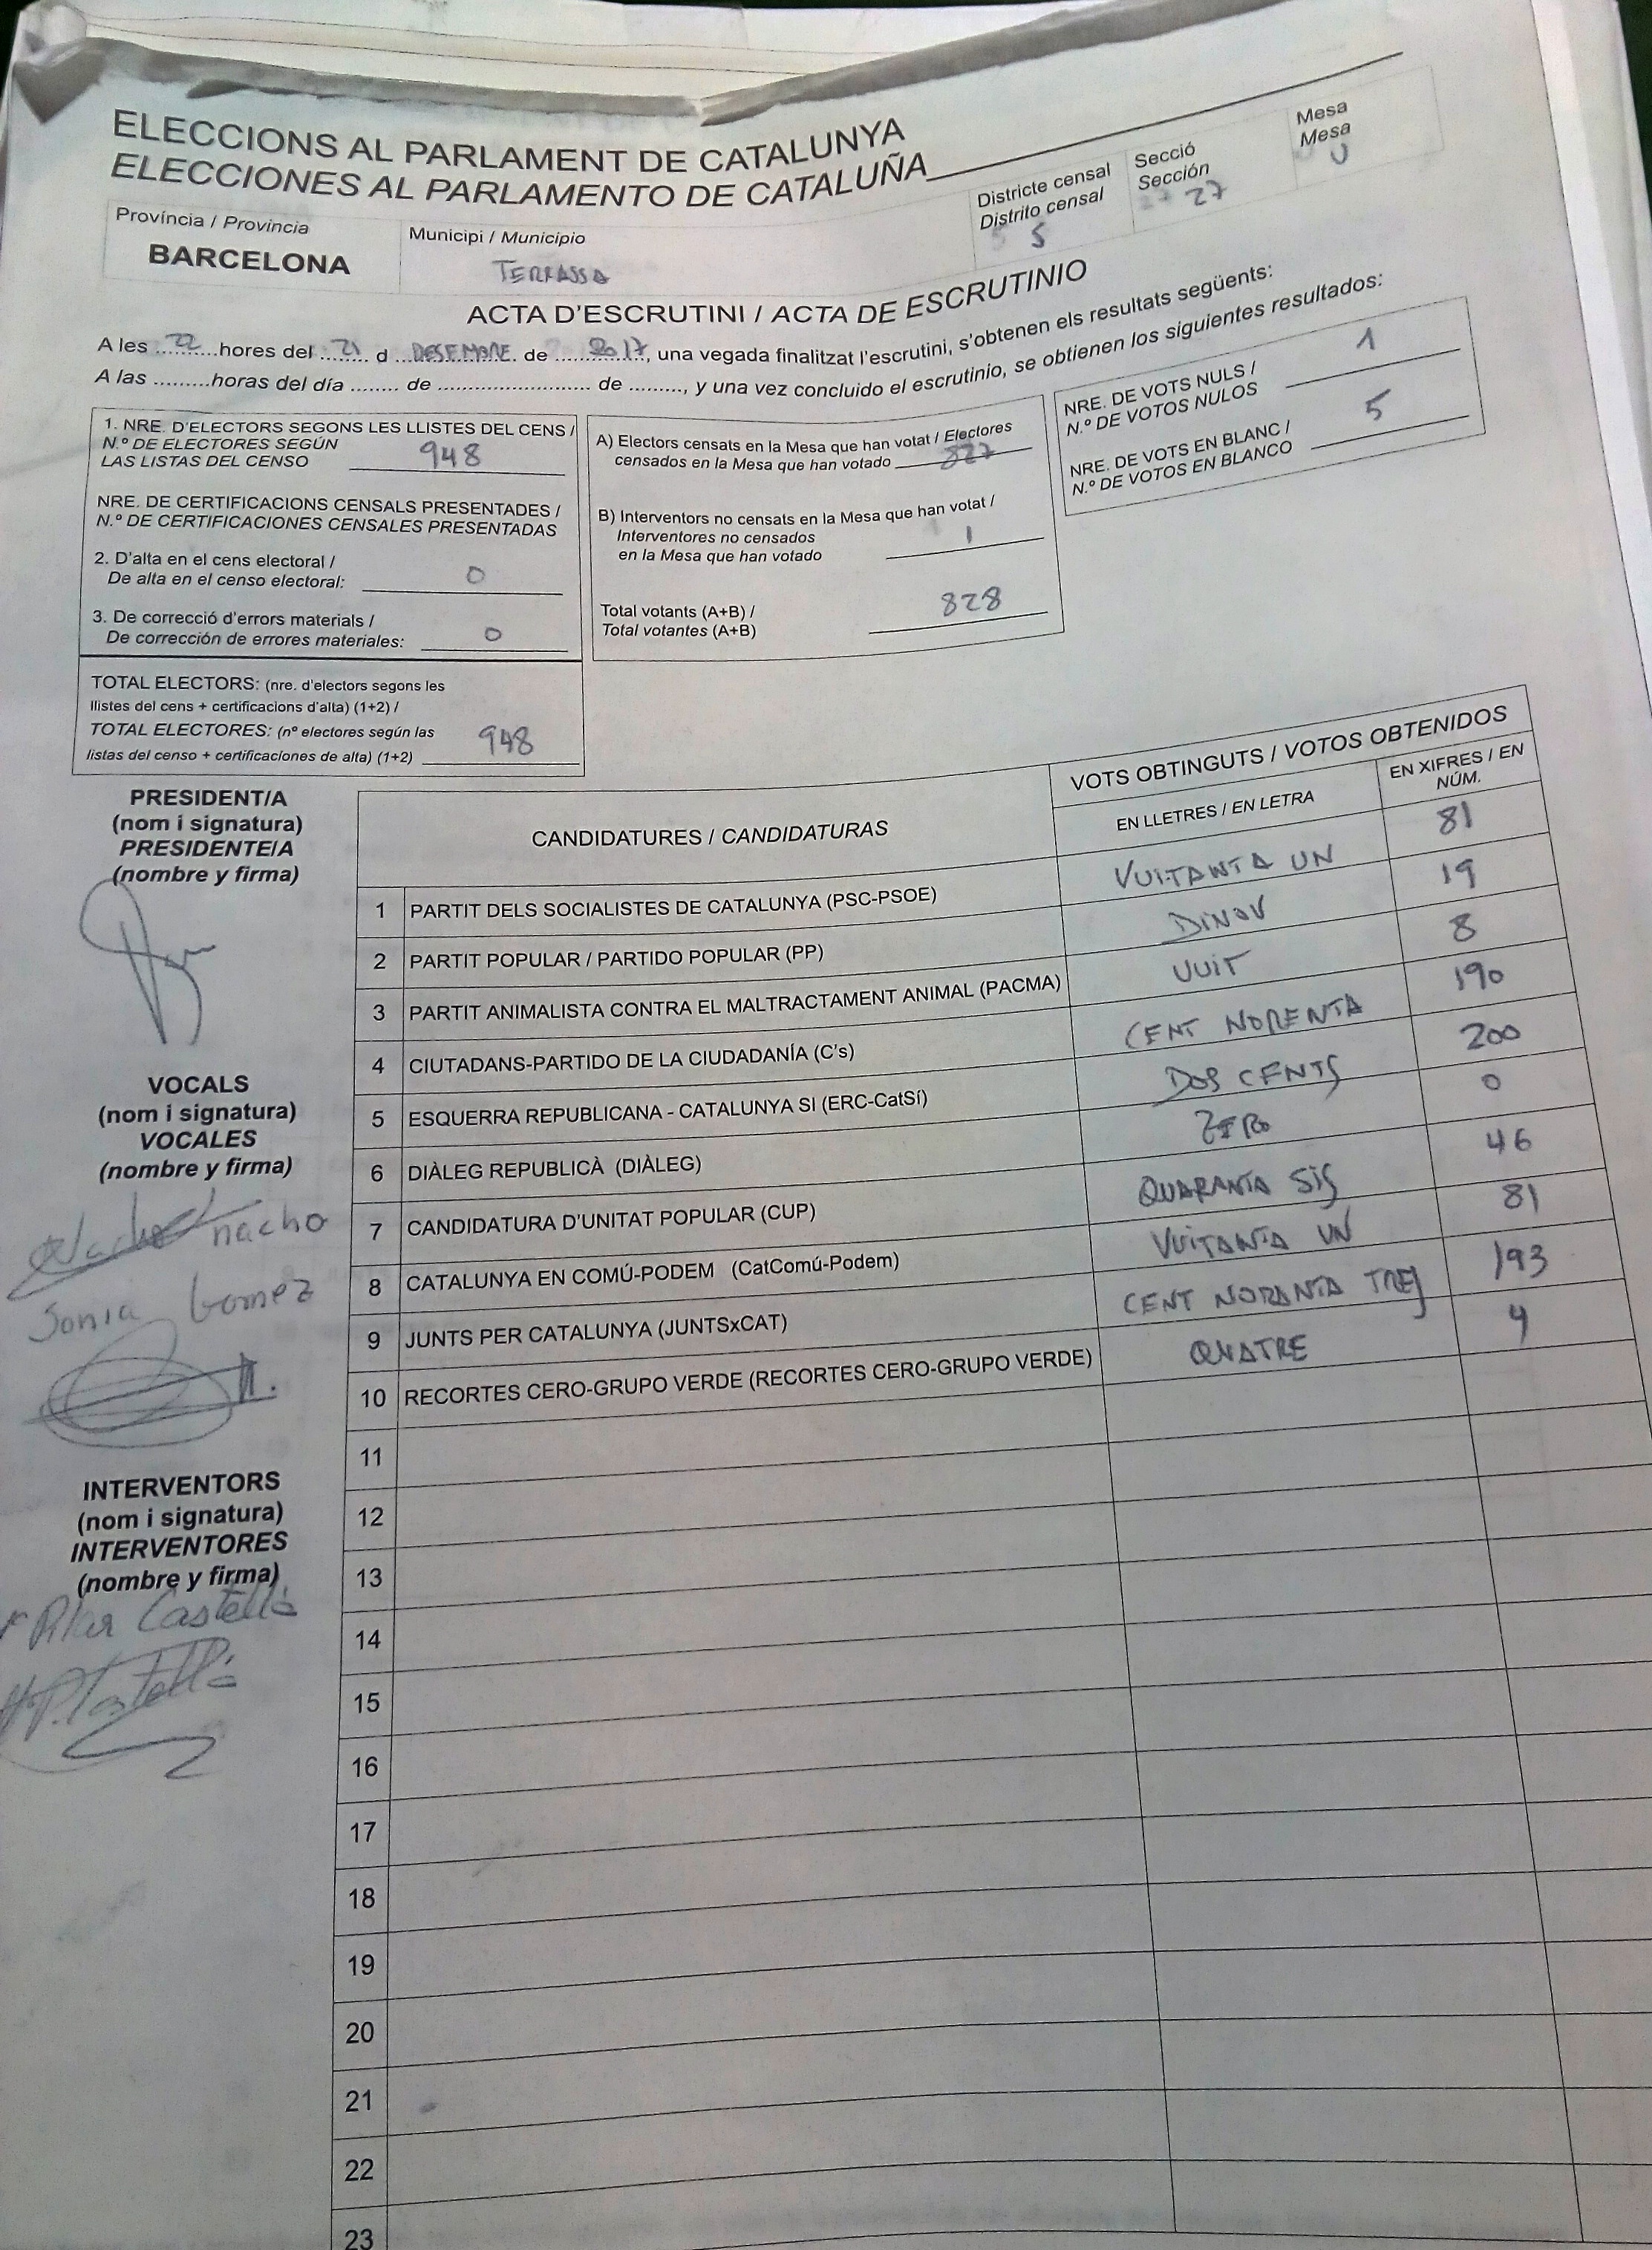 ELECCIONS AL PARLAMENT DE CATALUNYA
ELECCIONES AL PARLAMENTO DE CATALUÑA
Província / Provincia
BARCELONA
Municipi / Municipio
TERRASSA
Districte censal
Distrito censal
5
Secció
Sección
27
Mesa
Mesa
U
ACTA D'ESCRUTINI / ACTA DE ESCRUTINIO
A les 22 hores del 21 d DESEMBRE de 2017, una vegada finalitzat l'escrutini, s'obtenen els resultats següents:
A las .........horas del día ........ de ............................ de ........., y una vez concluido el escrutinio, se obtienen los siguientes resultados:
1. NRE. D'ELECTORS SEGONS LES LLISTES DEL CENS /
N.º DE ELECTORES SEGÚN
LAS LISTAS DEL CENSO 948
NRE. DE CERTIFICACIONS CENSALS PRESENTADES /
N.º DE CERTIFICACIONES CENSALES PRESENTADAS
2. D'alta en el cens electoral /
De alta en el censo electoral: 0
3. De correcció d'errors materials /
De corrección de errores materiales: 0
TOTAL ELECTORS: (nre. d'electors segons les
llistes del cens + certificacions d'alta) (1+2) /
TOTAL ELECTORES: (nº electores según las
listas del censo + certificaciones de alta) (1+2) 948
A) Electors censats en la Mesa que han votat / Electores
censados en la Mesa que han votado 827
B) Interventors no censats en la Mesa que han votat /
Interventores no censados
en la Mesa que han votado 1
Total votants (A+B) /
Total votantes (A+B) 828
NRE. DE VOTS NULS /
N.º DE VOTOS NULOS 1
NRE. DE VOTS EN BLANC /
N.º DE VOTOS EN BLANCO 5
PRESIDENT/A
(nom i signatura)
PRESIDENTE/A
(nombre y firma)
VOCALS
(nom i signatura)
VOCALES
(nombre y firma)
nacho
Sonia Gomez
INTERVENTORS
(nom i signatura)
INTERVENTORES
(nombre y firma)
Pilar Castellà
CANDIDATURES / CANDIDATURAS
VOTS OBTINGUTS / VOTOS OBTENIDOS
EN LLETRES / EN LETRA
EN XIFRES / EN NÚM.
1 PARTIT DELS SOCIALISTES DE CATALUNYA (PSC-PSOE) VUITANTA UN 81
2 PARTIT POPULAR / PARTIDO POPULAR (PP) DINOU 19
3 PARTIT ANIMALISTA CONTRA EL MALTRACTAMENT ANIMAL (PACMA) VUIT 8
4 CIUTADANS-PARTIDO DE LA CIUDADANÍA (C's) CENT NORENTA 190
5 ESQUERRA REPUBLICANA - CATALUNYA SI (ERC-CatSí) DOS CENTS 200
6 DIÀLEG REPUBLICÀ (DIÀLEG) ZERO 0
7 CANDIDATURA D'UNITAT POPULAR (CUP) QUARANTA SIS 46
8 CATALUNYA EN COMÚ-PODEM (CatComú-Podem) VUITANTA UN 81
9 JUNTS PER CATALUNYA (JUNTSxCAT) CENT NORANTA TRES 193
10 RECORTES CERO-GRUPO VERDE (RECORTES CERO-GRUPO VERDE) QUATRE 4
11
12
13
14
15
16
17
18
19
20
21
22
23